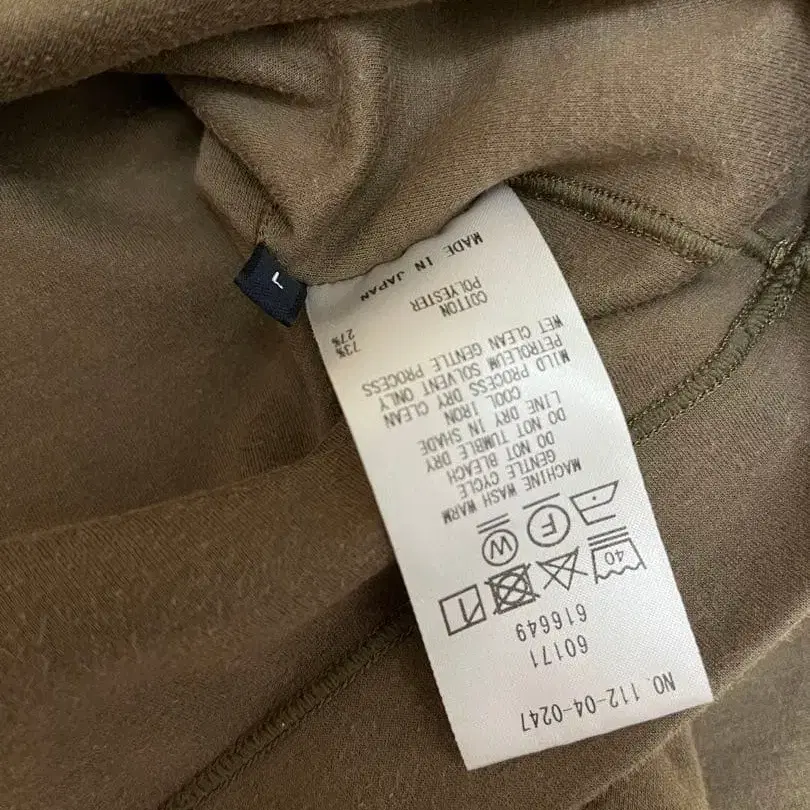 NO. 112-04-0247
60171
616649
40
F
W
MACHINE WASH WARM
GENTLE CYCLE
DO NOT BLEACH
DO NOT TUMBLE DRY
LINE DRY IN SHADE
COOL IRON
MILD PROCESS DRY CLEAN
PETROLEUM SOLVENT ONLY
WET CLEAN GENTLE PROCESS
COTTON 73%
POLYESTER 27%
MADE IN JAPAN
L